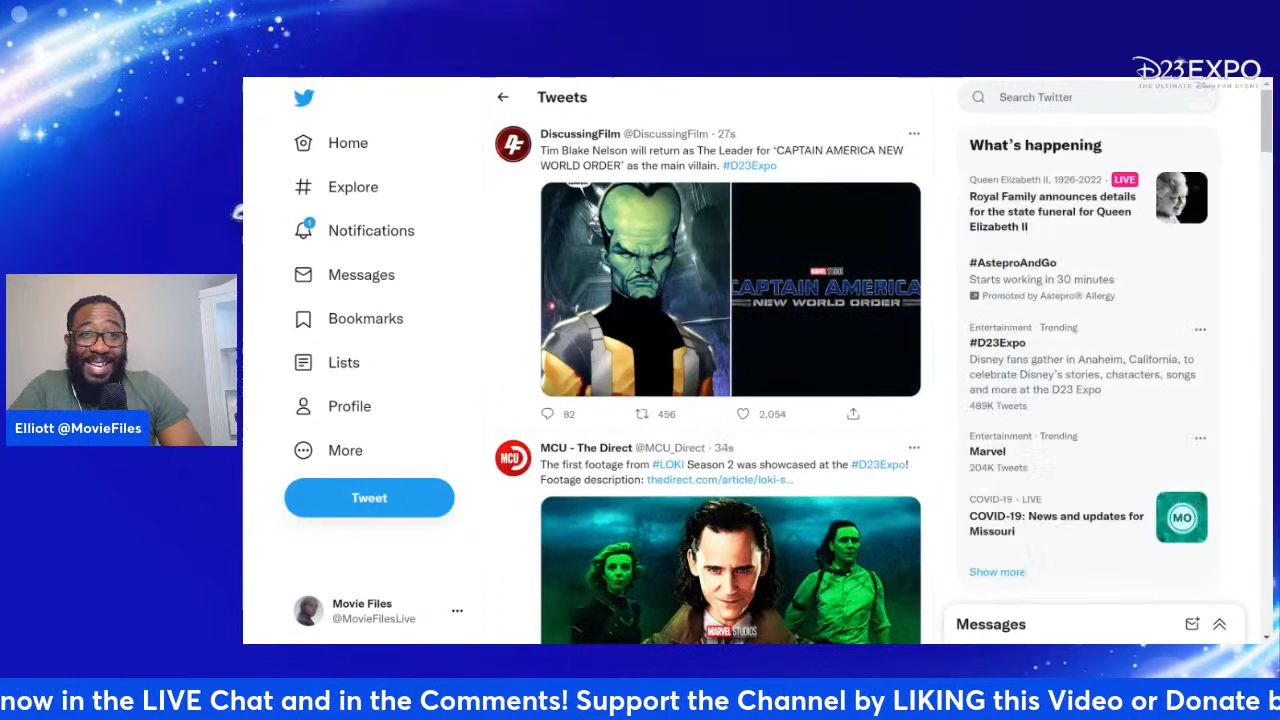 D23 EXPO
THE ULTIMATE Disney FAN EVENT
Home
Explore
Notifications
Messages
Bookmarks
Lists
Profile
More
Tweet
Movie Files
@MovieFilesLive
Tweets
DiscussingFilm @DiscussingFilm · 27s
Tim Blake Nelson will return as The Leader for ‘CAPTAIN AMERICA NEW
WORLD ORDER’ as the main villain. #D23Expo
DF
MARVEL STUDIOS
CAPTAIN AMERICA
NEW WORLD ORDER
82 456 2,054
MCU - The Direct @MCU_Direct · 34s
The first footage from #LOKI Season 2 was showcased at the #D23Expo!
Footage description: thedirect.com/article/loki-s...
MCU
MARVEL STUDIOS
Search Twitter
What’s happening
Queen Elizabeth II, 1926-2022 · LIVE
Royal Family announces details
for the state funeral for Queen
Elizabeth II
#AsteproAndGo
Starts working in 30 minutes
Promoted by Astepro® Allergy
Entertainment · Trending
#D23Expo
Disney fans gather in Anaheim, California, to
celebrate Disney’s stories, characters, songs
and more at the D23 Expo
489K Tweets
Entertainment · Trending
Marvel
204K Tweets
COVID-19 · LIVE
COVID-19: News and updates for
Missouri
MO
Show more
Messages
Elliott @MovieFiles
now in the LIVE Chat and in the Comments! Support the Channel by LIKING this Video or Donate b